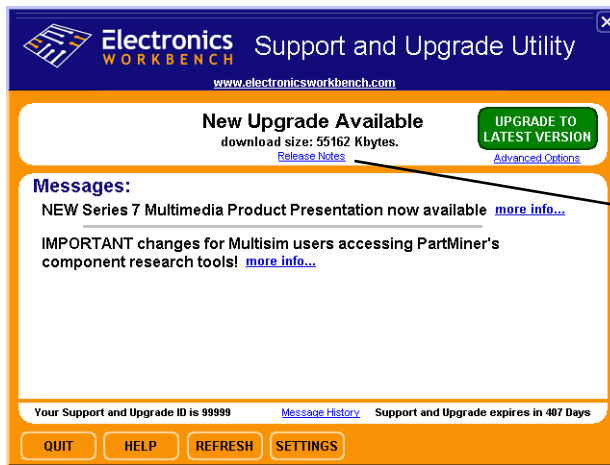 Electronics
WORKBENCH
Support and Upgrade Utility
www.electronicsworkbench.com
New Upgrade Available
download size: 55162 Kbytes.
Release Notes
UPGRADE TO
LATEST VERSION
Advanced Options
Messages:
NEW Series 7 Multimedia Product Presentation now available more info...
IMPORTANT changes for Multisim users accessing PartMiner's
component research tools! more info...
Your Support and Upgrade ID is 99999 Message History Support and Upgrade expires in 407 Days
QUIT HELP REFRESH SETTINGS